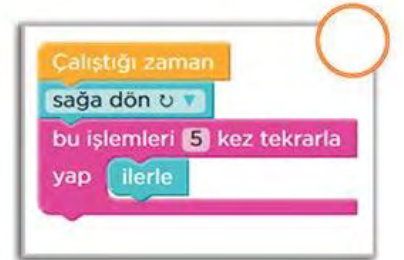 Çalıştığı zaman
sağa dön ↻ ▼
bu işlemleri 5 kez tekrarla
yap ilerle